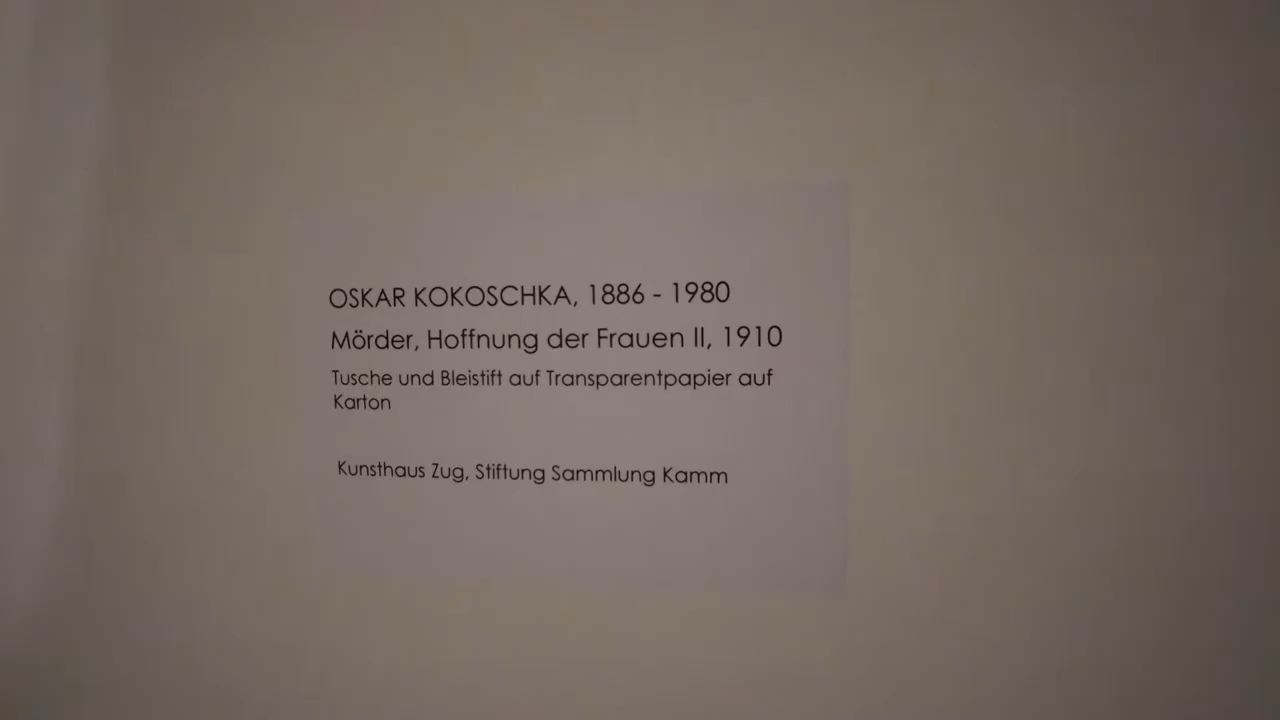 OSKAR KOKOSCHKA, 1886 - 1980
Mörder, Hoffnung der Frauen II, 1910
Tusche und Bleistift auf Transparentpapier auf
Karton
Kunsthaus Zug, Stiftung Sammlung Kamm